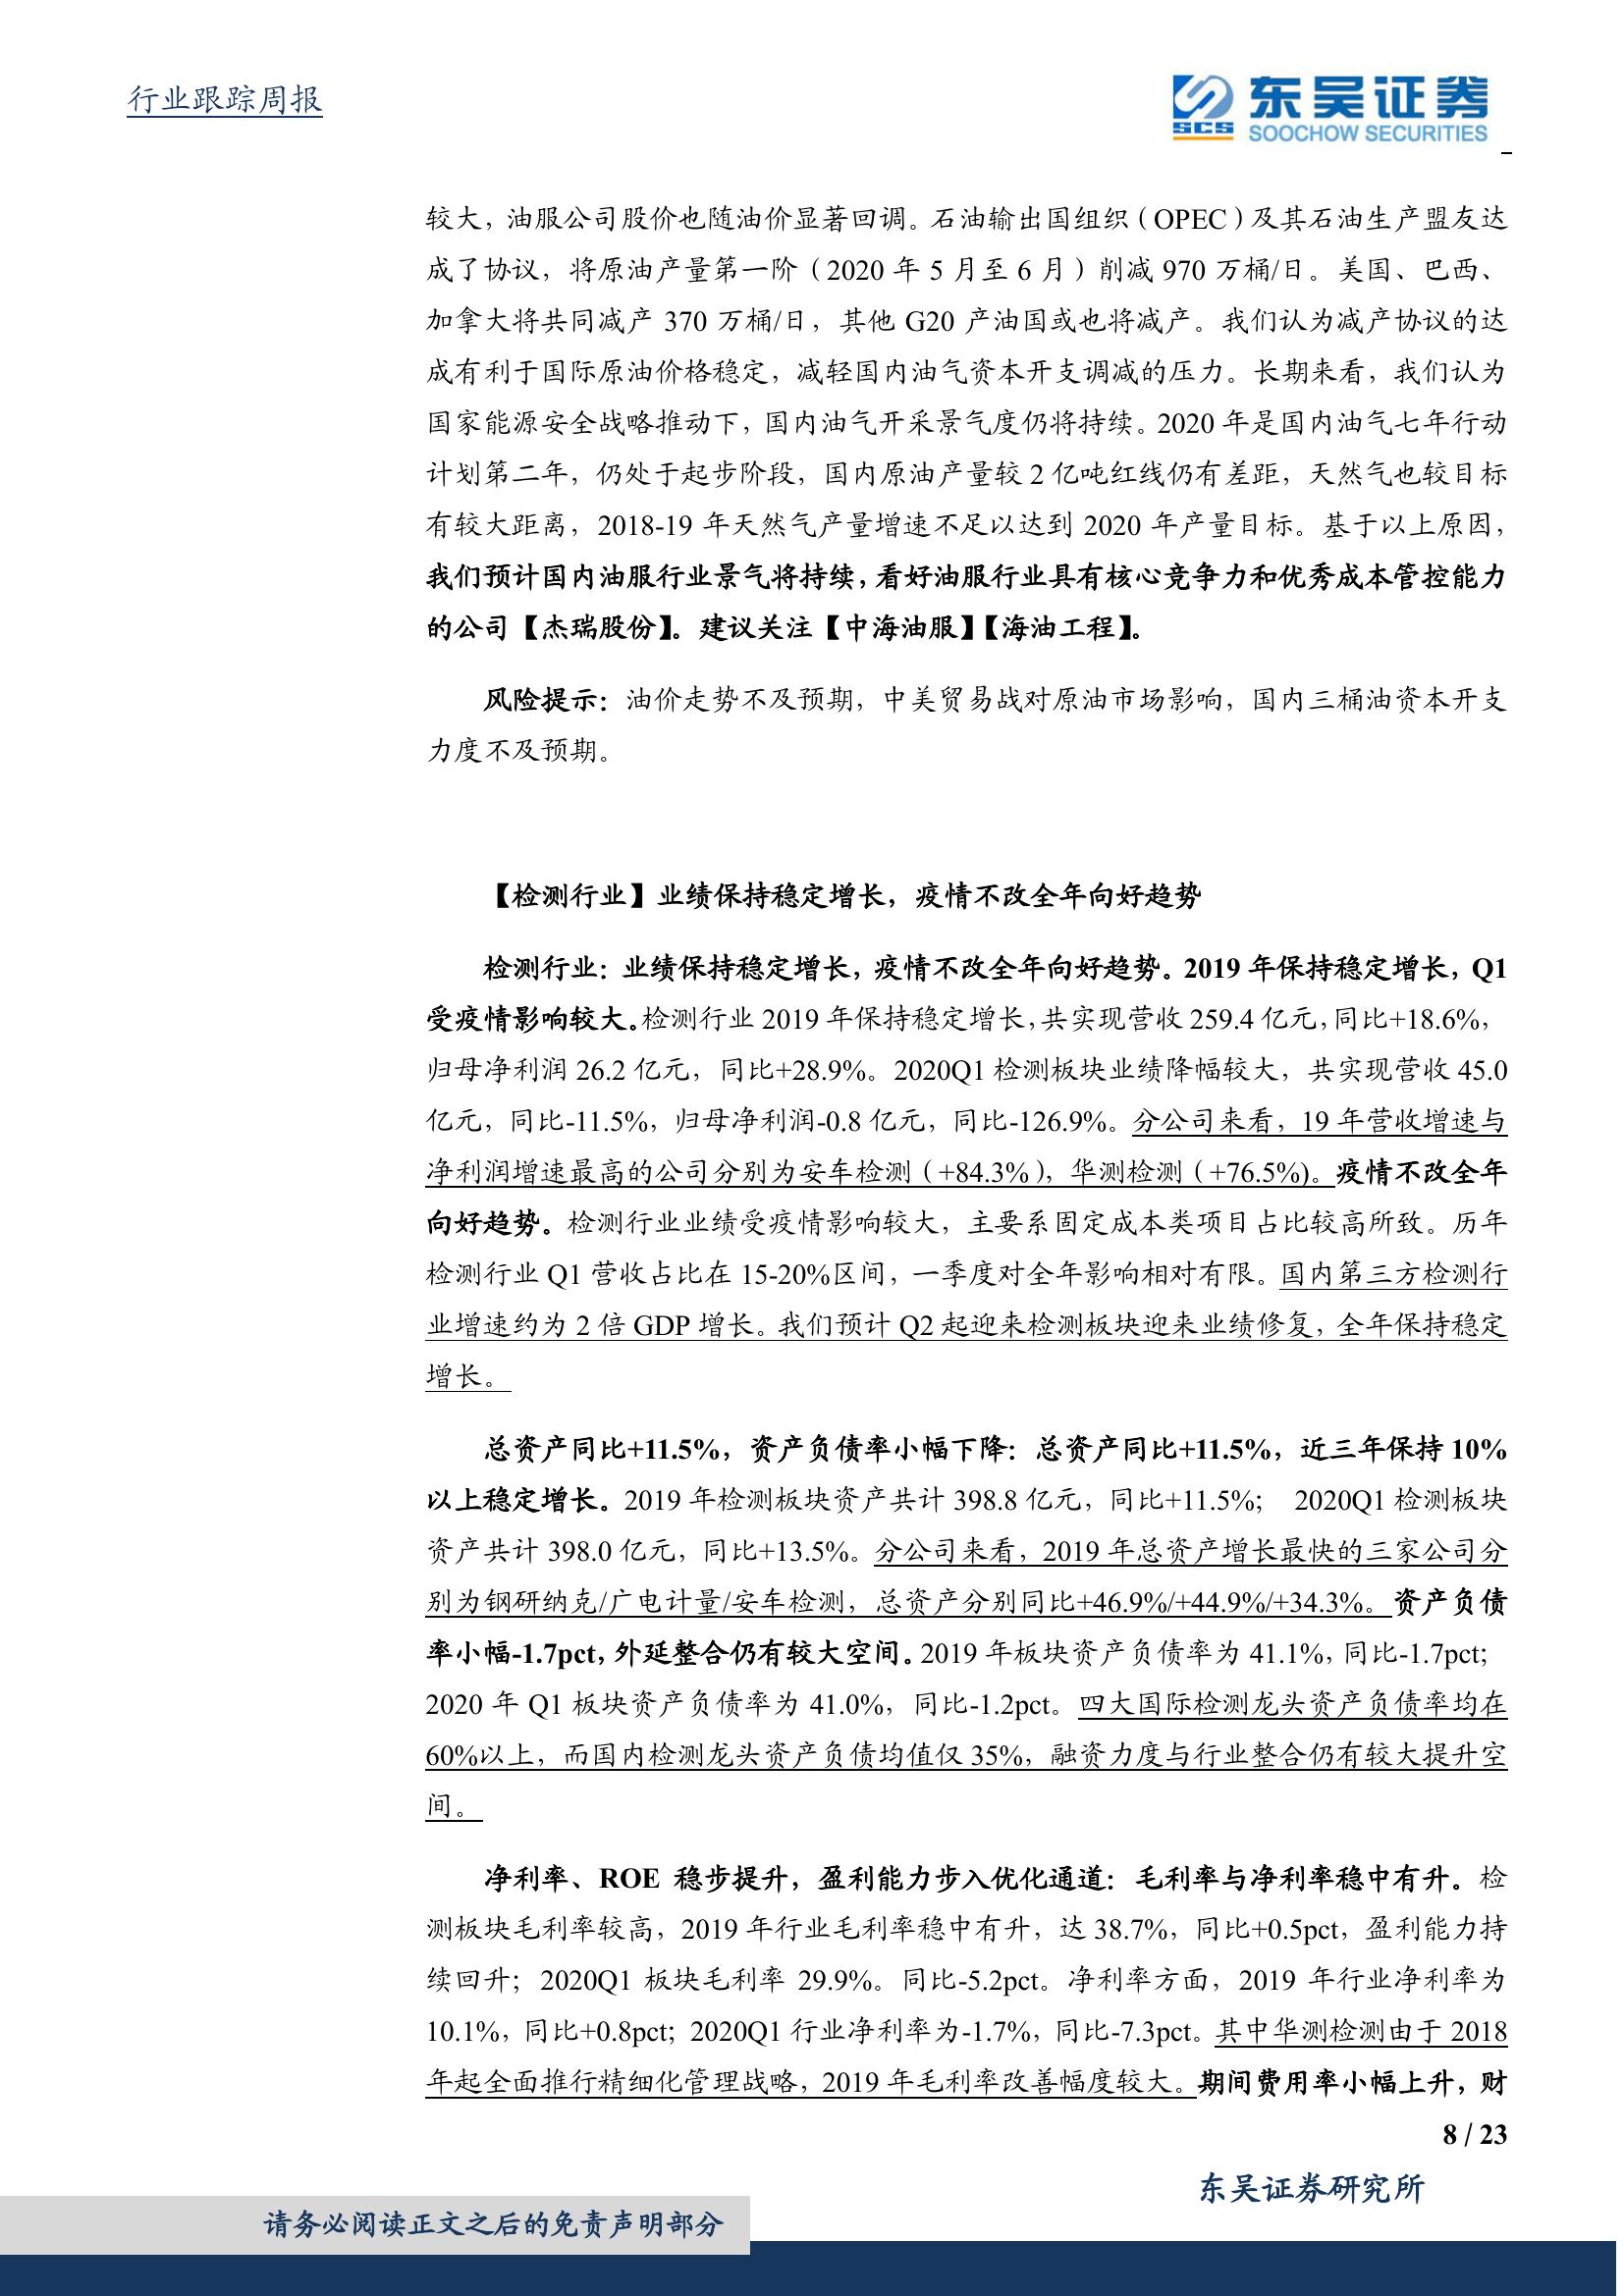 行业跟踪周报
东吴证券
SCS
SOOCHOW SECURITIES
较大，油服公司股价也随油价显著回调。石油输出国组织（OPEC）及其石油生产盟友达
成了协议，将原油产量第一阶（2020 年 5 月至 6 月）削减 970 万桶/日。美国、巴西、
加拿大将共同减产 370 万桶/日，其他 G20 产油国或也将减产。我们认为减产协议的达
成有利于国际原油价格稳定，减轻国内油气资本开支调减的压力。长期来看，我们认为
国家能源安全战略推动下，国内油气开采景气度仍将持续。2020 年是国内油气七年行动
计划第二年，仍处于起步阶段，国内原油产量较 2 亿吨红线仍有差距，天然气也较目标
有较大距离，2018-19 年天然气产量增速不足以达到 2020 年产量目标。基于以上原因，
我们预计国内油服行业景气将持续，看好油服行业具有核心竞争力和优秀成本管控能力
的公司【杰瑞股份】。建议关注【中海油服】【海油工程】。
风险提示：油价走势不及预期，中美贸易战对原油市场影响，国内三桶油资本开支
力度不及预期。
【检测行业】业绩保持稳定增长，疫情不改全年向好趋势
检测行业：业绩保持稳定增长，疫情不改全年向好趋势。2019 年保持稳定增长，Q1
受疫情影响较大。检测行业 2019 年保持稳定增长，共实现营收 259.4 亿元，同比+18.6%，
归母净利润 26.2 亿元，同比+28.9%。2020Q1 检测板块业绩降幅较大，共实现营收 45.0
亿元，同比-11.5%，归母净利润-0.8 亿元，同比-126.9%。分公司来看，19 年营收增速与
净利润增速最高的公司分别为安车检测（+84.3%），华测检测（+76.5%)。疫情不改全年
向好趋势。检测行业业绩受疫情影响较大，主要系固定成本类项目占比较高所致。历年
检测行业 Q1 营收占比在 15-20%区间，一季度对全年影响相对有限。国内第三方检测行
业增速约为 2 倍 GDP 增长。我们预计 Q2 起迎来检测板块迎来业绩修复，全年保持稳定
增长。
总资产同比+11.5%，资产负债率小幅下降：总资产同比+11.5%，近三年保持 10%
以上稳定增长。2019 年检测板块资产共计 398.8 亿元，同比+11.5%； 2020Q1 检测板块
资产共计 398.0 亿元，同比+13.5%。分公司来看，2019 年总资产增长最快的三家公司分
别为钢研纳克/广电计量/安车检测，总资产分别同比+46.9%/+44.9%/+34.3%。资产负债
率小幅-1.7pct，外延整合仍有较大空间。2019 年板块资产负债率为 41.1%，同比-1.7pct；
2020 年 Q1 板块资产负债率为 41.0%，同比-1.2pct。四大国际检测龙头资产负债率均在
60%以上，而国内检测龙头资产负债均值仅 35%，融资力度与行业整合仍有较大提升空
间。
净利率、ROE 稳步提升，盈利能力步入优化通道：毛利率与净利率稳中有升。检
测板块毛利率较高，2019 年行业毛利率稳中有升，达 38.7%，同比+0.5pct，盈利能力持
续回升；2020Q1 板块毛利率 29.9%。同比-5.2pct。净利率方面，2019 年行业净利率为
10.1%，同比+0.8pct；2020Q1 行业净利率为-1.7%，同比-7.3pct。其中华测检测由于 2018
年起全面推行精细化管理战略，2019 年毛利率改善幅度较大。期间费用率小幅上升，财
8 / 23
东吴证券研究所
请务必阅读正文之后的免责声明部分